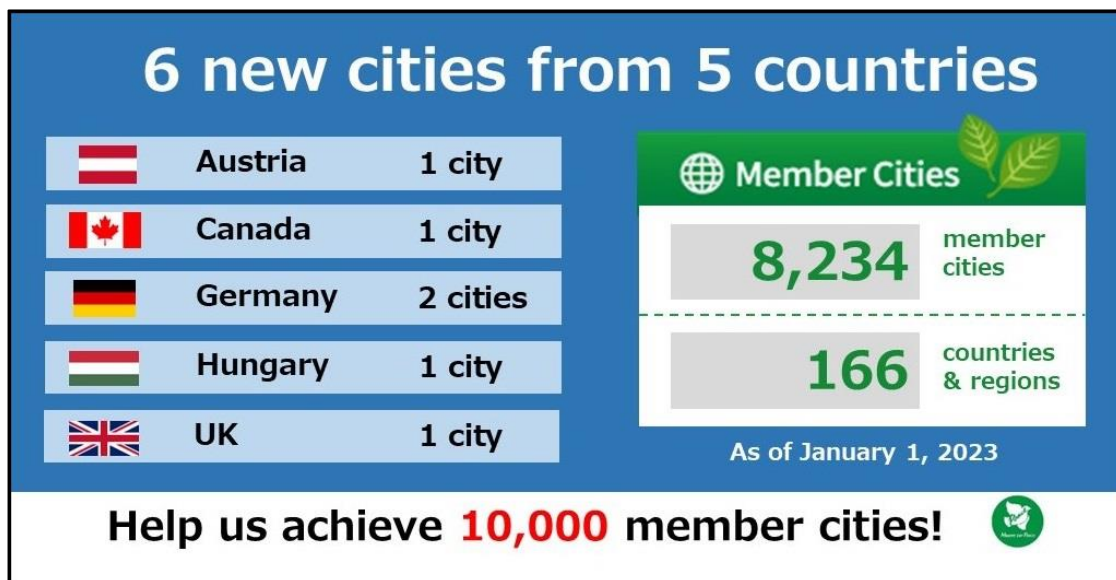 6 new cities from 5 countries
Austria 1 city
Canada 1 city
Germany 2 cities
Hungary 1 city
UK 1 city
Member Cities
8,234 member
cities
166 countries
& regions
As of January 1, 2023
Help us achieve 10,000 member cities!